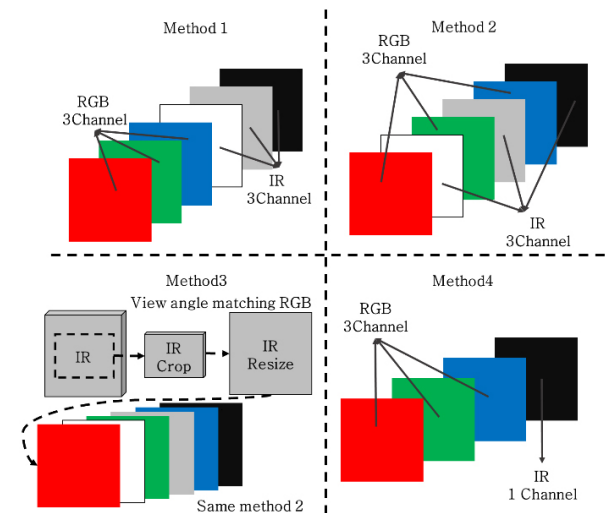 Method 1
RGB
3Channel
IR
3Channel
Method 2
RGB
3Channel
IR
3Channel
Method3
View angle matching RGB
IR
IR
Crop
IR
Resize
Same method 2
Method4
RGB
3Channel
IR
1 Channel